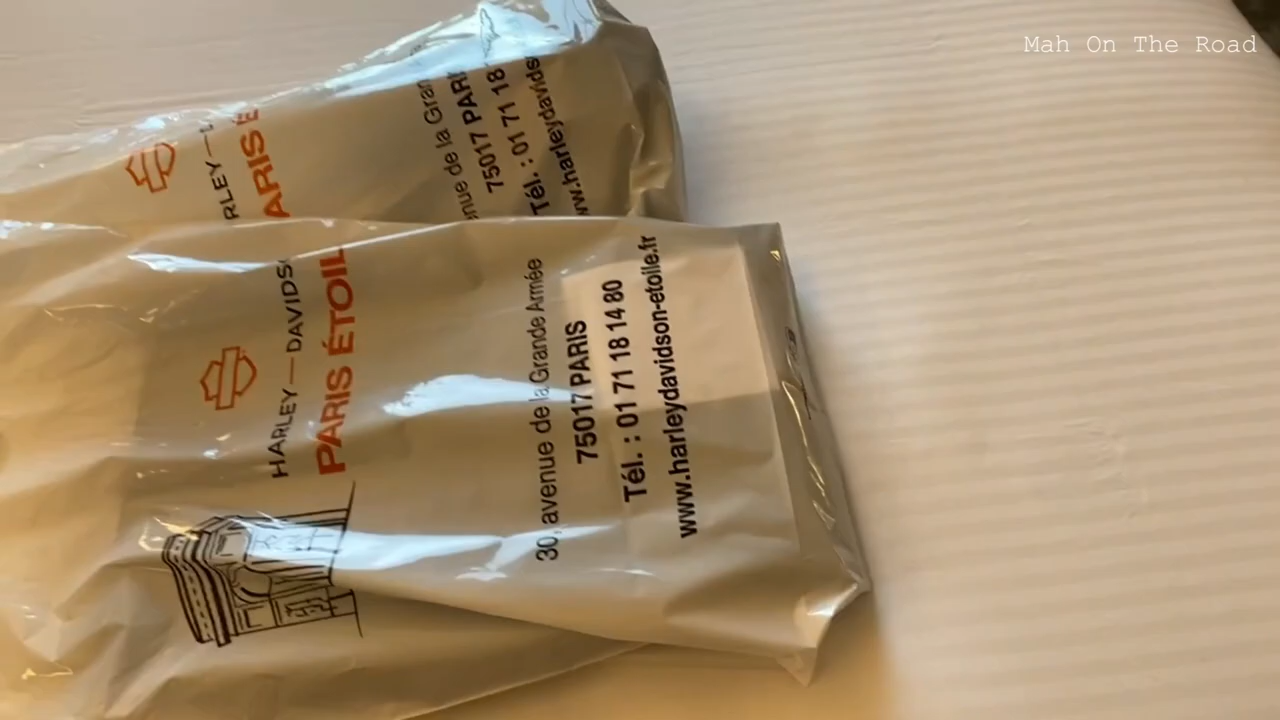 Mah On The Road
RLEY
ARIS É
nue de la Gran
75017 PARI
Tél. : 01 71 18
ww.harleydavids
HARLEY — DAVIDS
PARIS ÉTOIL
30, avenue de la Grande Armée
75017 PARIS
Tél. : 01 71 18 14 80
www.harleydavidson-etoile.fr